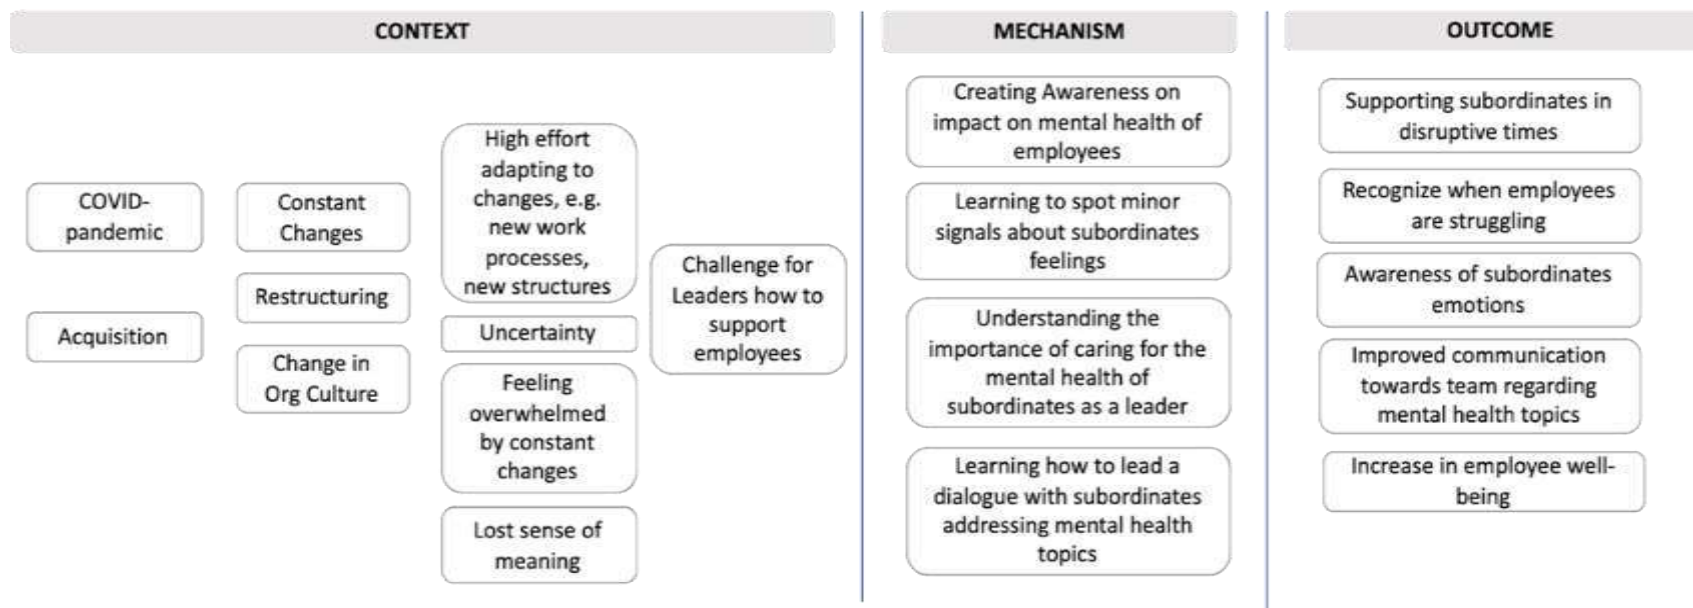 CONTEXT
COVID-
pandemic
Acquisition
Constant
Changes
Restructuring
Change in
Org Culture
High effort
adapting to
changes, e.g.
new work
processes,
new structures
Uncertainty
Feeling
overwhelmed
by constant
changes
Lost sense of
meaning
Challenge for
Leaders how to
support
employees
MECHANISM
Creating Awareness on
impact on mental health of
employees
Learning to spot minor
signals about subordinates
feelings
Understanding the
importance of caring for the
mental health of
subordinates as a leader
Learning how to lead a
dialogue with subordinates
addressing mental health
topics
OUTCOME
Supporting subordinates in
disruptive times
Recognize when employees
are struggling
Awareness of subordinates
emotions
Improved communication
towards team regarding
mental health topics
Increase in employee well-
being